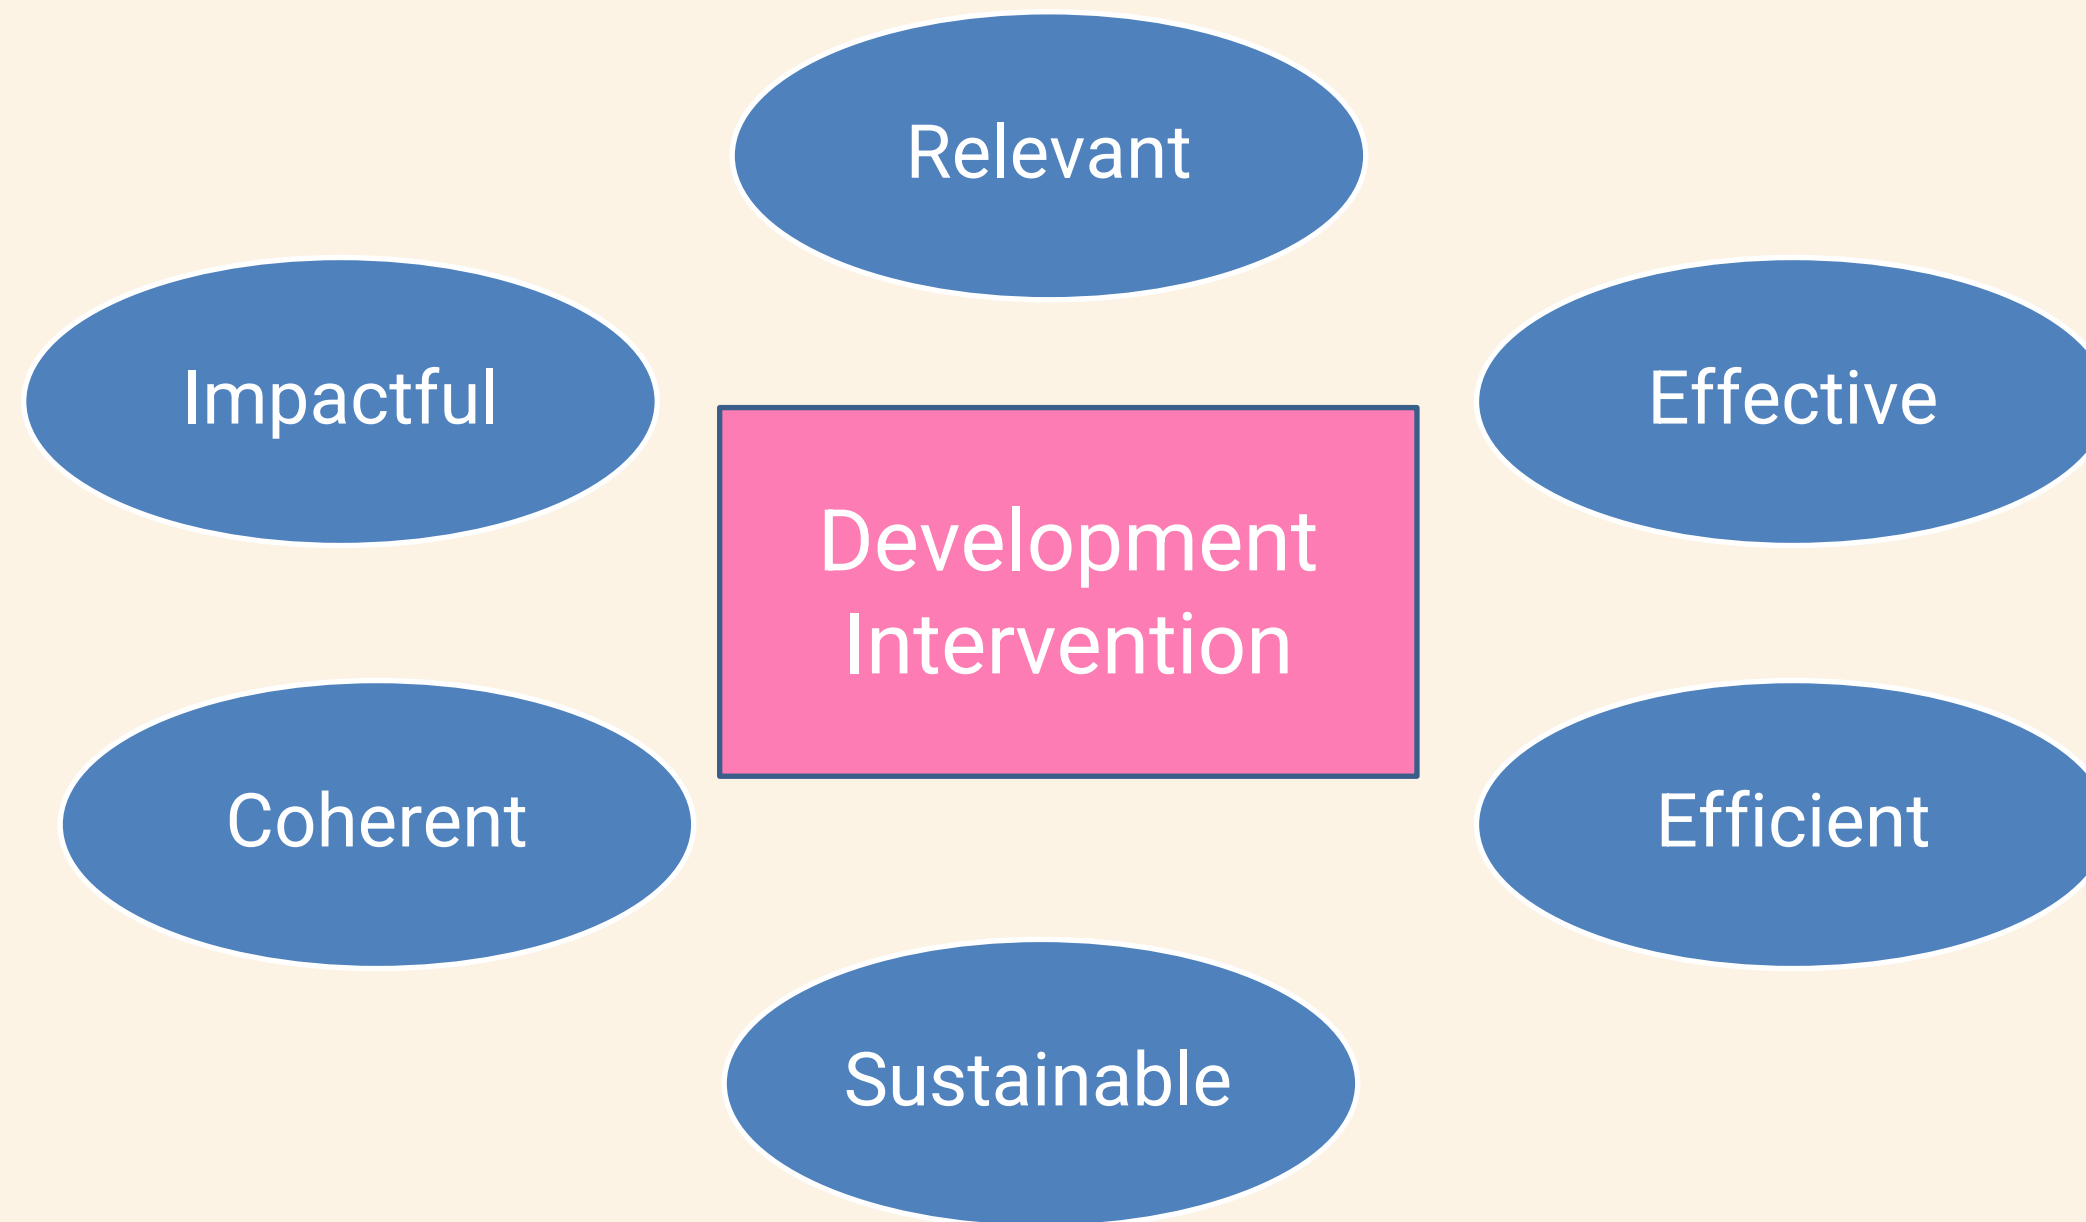 Relevant
Impactful
Effective
Development
Intervention
Coherent
Efficient
Sustainable